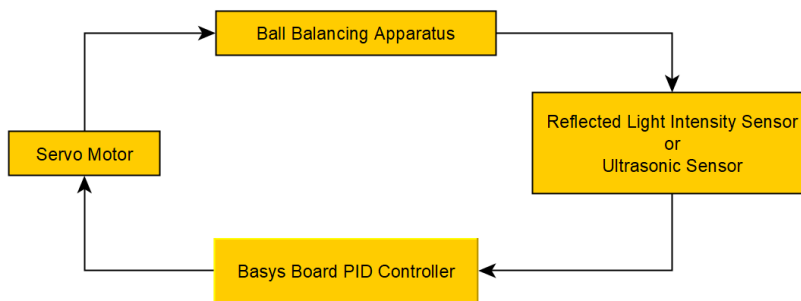 Ball Balancing Apparatus
Reflected Light Intensity Sensor
or
Ultrasonic Sensor
Servo Motor
Basys Board PID Controller